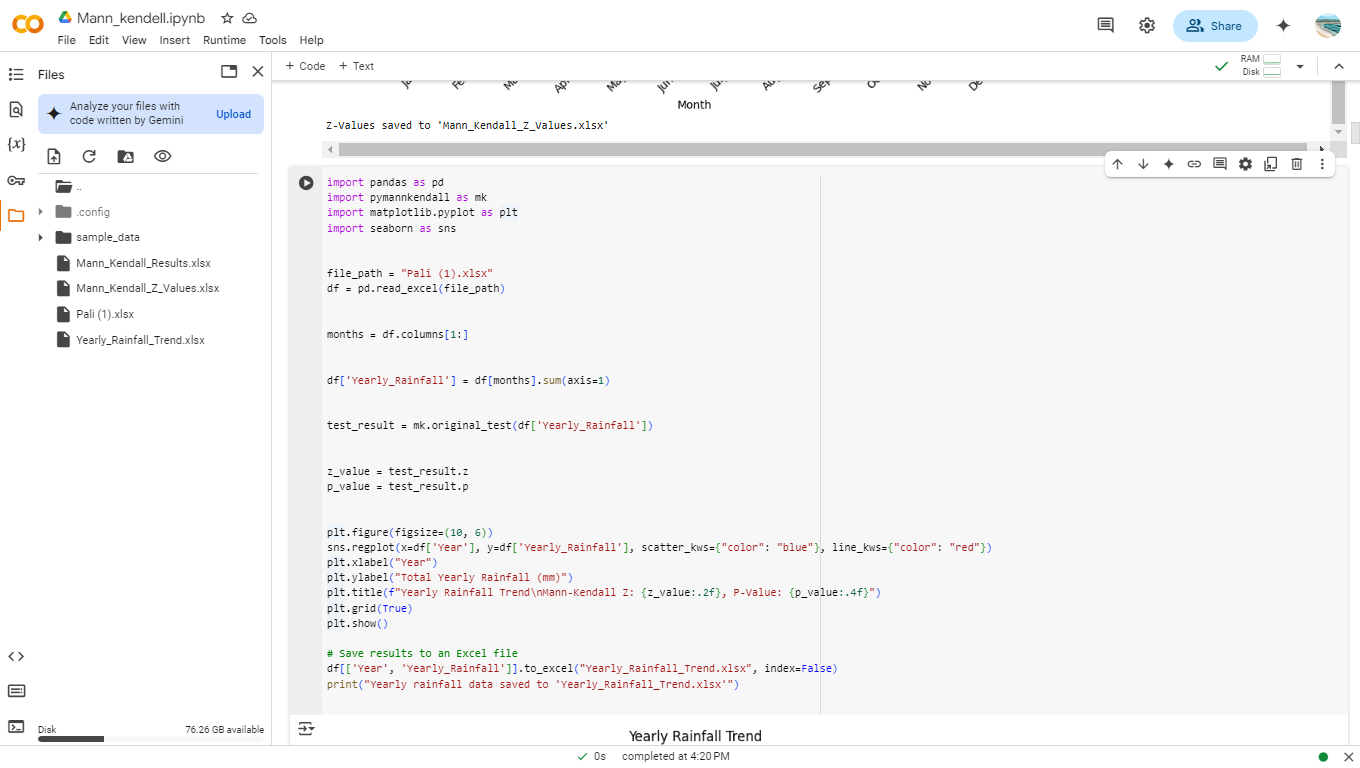 Mann_kendell.ipynb
File Edit View Insert Runtime Tools Help
Share
Files
Analyze your files with
code written by Gemini
Upload
..
.config
sample_data
Mann_Kendall_Results.xlsx
Mann_Kendall_Z_Values.xlsx
Pali (1).xlsx
Yearly_Rainfall_Trend.xlsx
Disk 76.26 GB available
+ Code + Text
RAM
Disk
Month
Z-Values saved to 'Mann_Kendall_Z_Values.xlsx'
import pandas as pd
import pymannkendall as mk
import matplotlib.pyplot as plt
import seaborn as sns
file_path = "Pali (1).xlsx"
df = pd.read_excel(file_path)
months = df.columns[1:]
df['Yearly_Rainfall'] = df[months].sum(axis=1)
test_result = mk.original_test(df['Yearly_Rainfall'])
z_value = test_result.z
p_value = test_result.p
plt.figure(figsize=(10, 6))
sns.regplot(x=df['Year'], y=df['Yearly_Rainfall'], scatter_kws={"color": "blue"}, line_kws={"color": "red"})
plt.xlabel("Year")
plt.ylabel("Total Yearly Rainfall (mm)")
plt.title(f"Yearly Rainfall Trend\nMann-Kendall Z: {z_value:.2f}, P-Value: {p_value:.4f}")
plt.grid(True)
plt.show()
# Save results to an Excel file
df[['Year', 'Yearly_Rainfall']].to_excel("Yearly_Rainfall_Trend.xlsx", index=False)
print("Yearly rainfall data saved to 'Yearly_Rainfall_Trend.xlsx'")
Yearly Rainfall Trend
0s completed at 4:20 PM